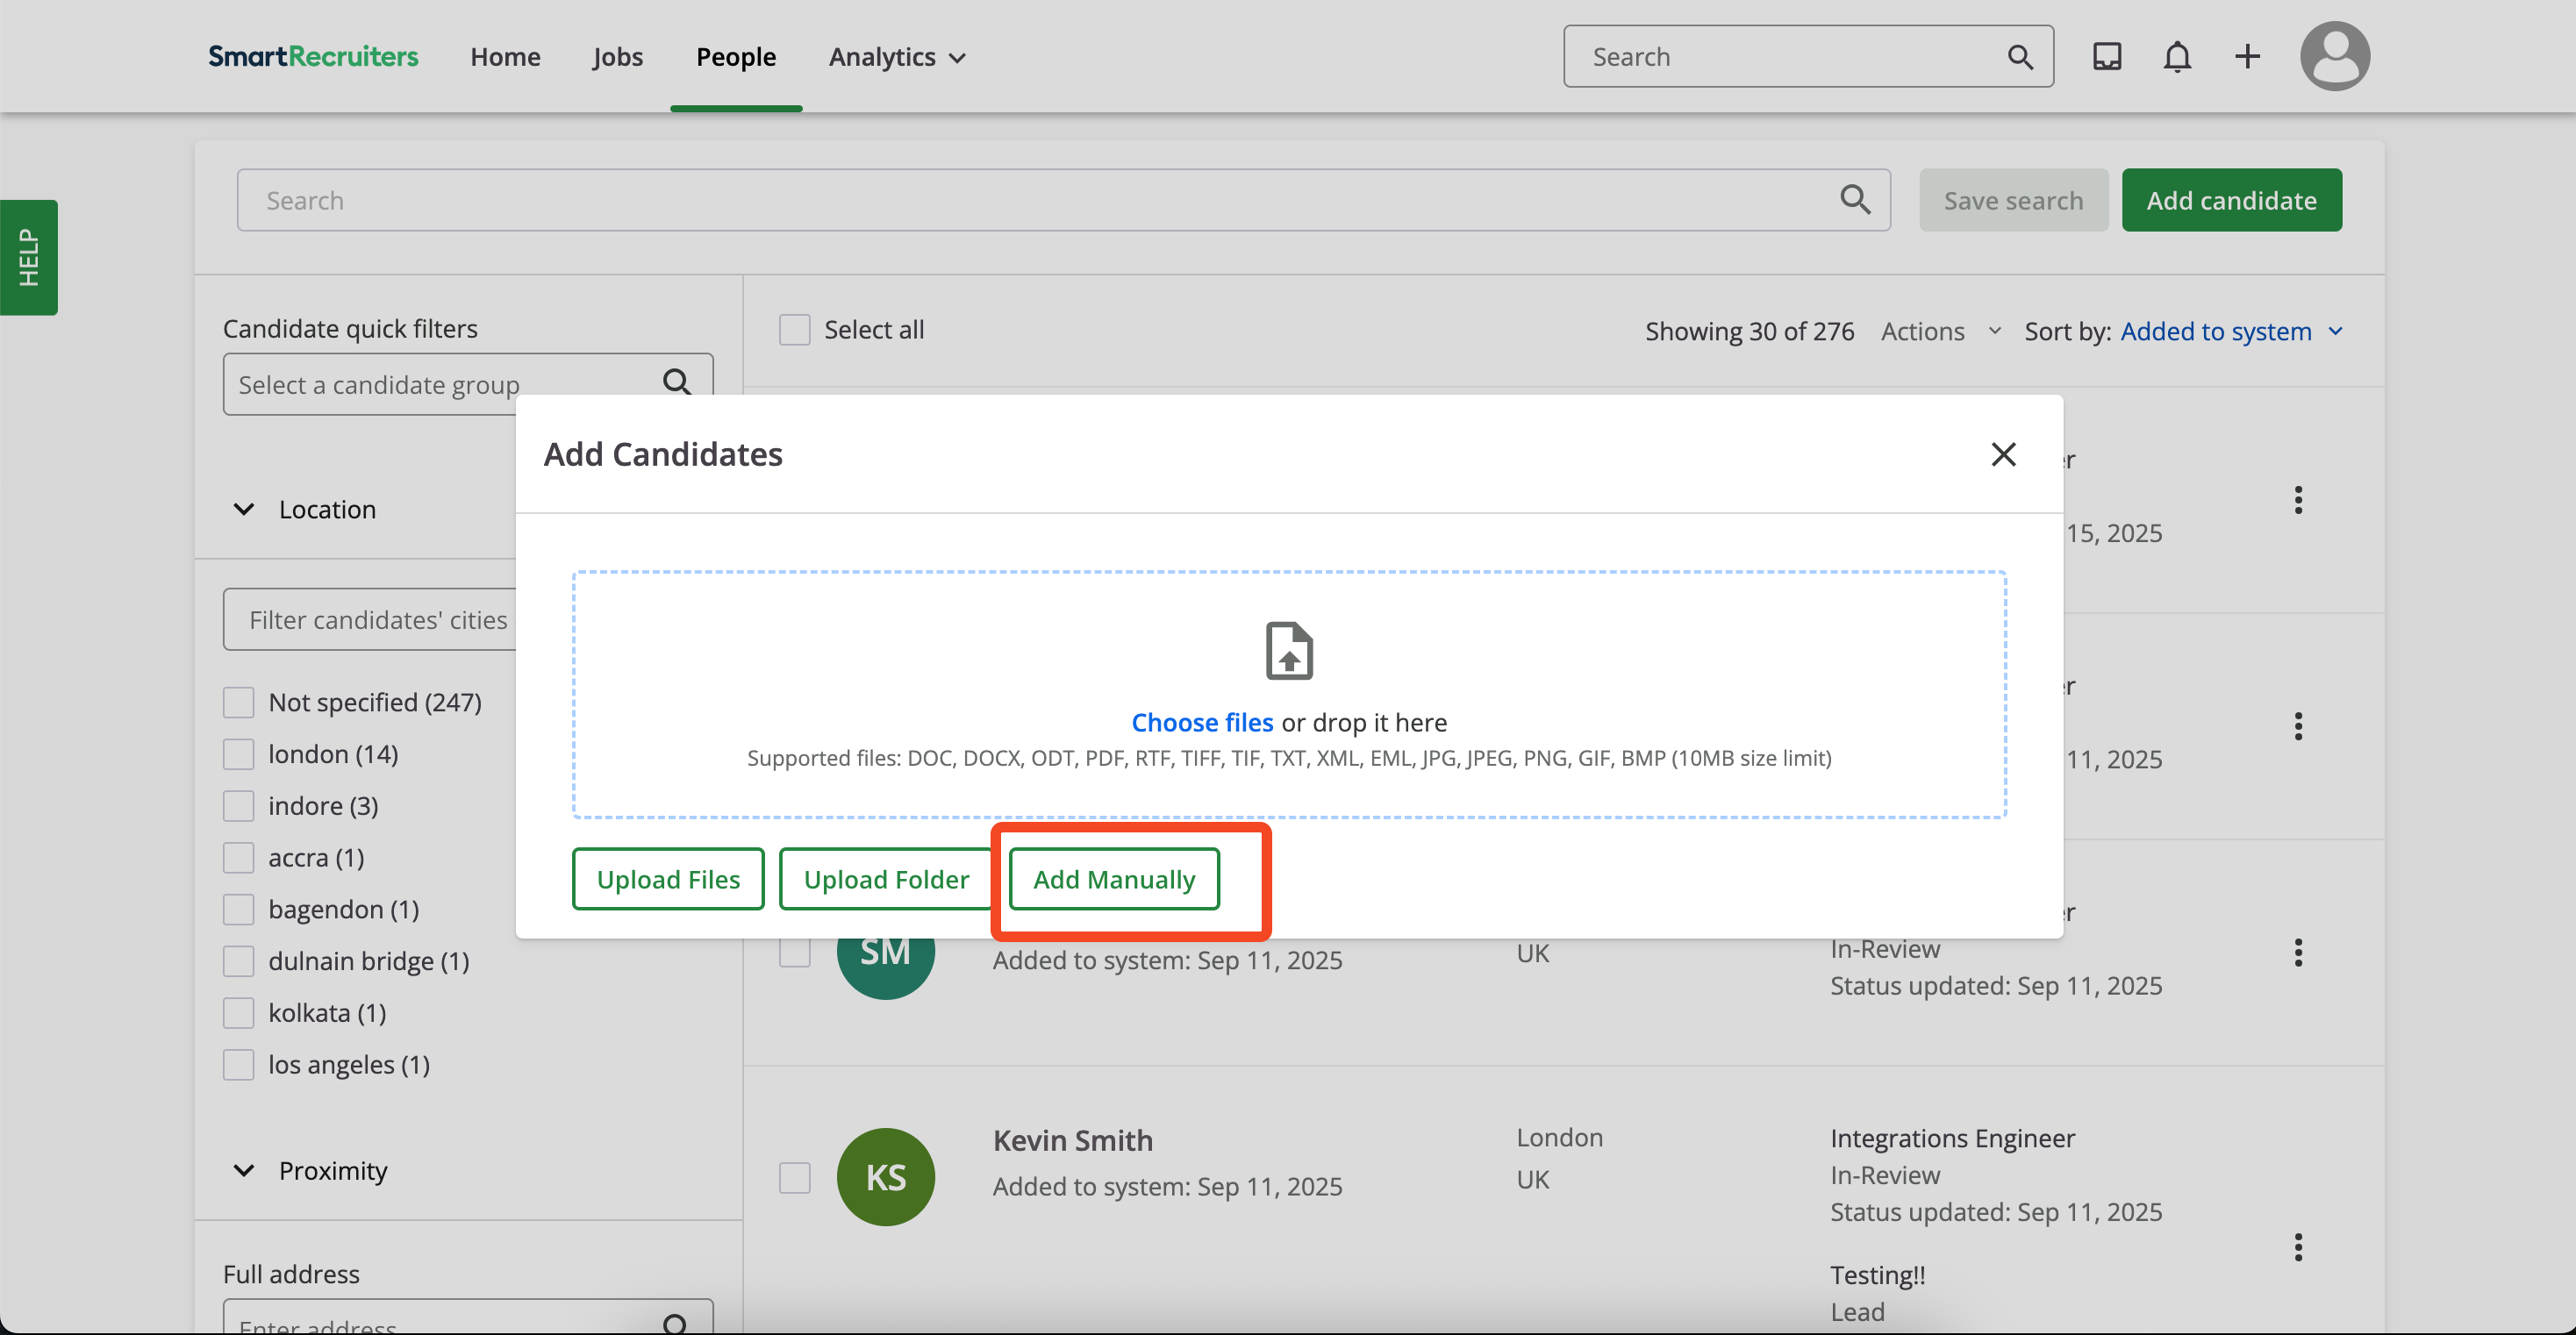 SmartRecruiters Home Jobs People Analytics Search
HELP
Search Save search Add candidate
Candidate quick filters
Select a candidate group
Select all Showing 30 of 276 Actions Sort by: Added to system
Location
Filter candidates' cities
Not specified (247)
london (14)
indore (3)
accra (1)
bagendon (1)
dulnain bridge (1)
kolkata (1)
los angeles (1)
Proximity
Full address
Enter address
Add Candidates
Choose files or drop it here
Supported files: DOC, DOCX, ODT, PDF, RTF, TIFF, TIF, TXT, XML, EML, JPG, JPEG, PNG, GIF, BMP (10MB size limit)
Upload Files Upload Folder Add Manually
15, 2025
11, 2025
SM Added to system: Sep 11, 2025 UK In-Review
Status updated: Sep 11, 2025
KS
Kevin Smith London Integrations Engineer
Added to system: Sep 11, 2025 UK In-Review
Status updated: Sep 11, 2025
Testing!!
Lead